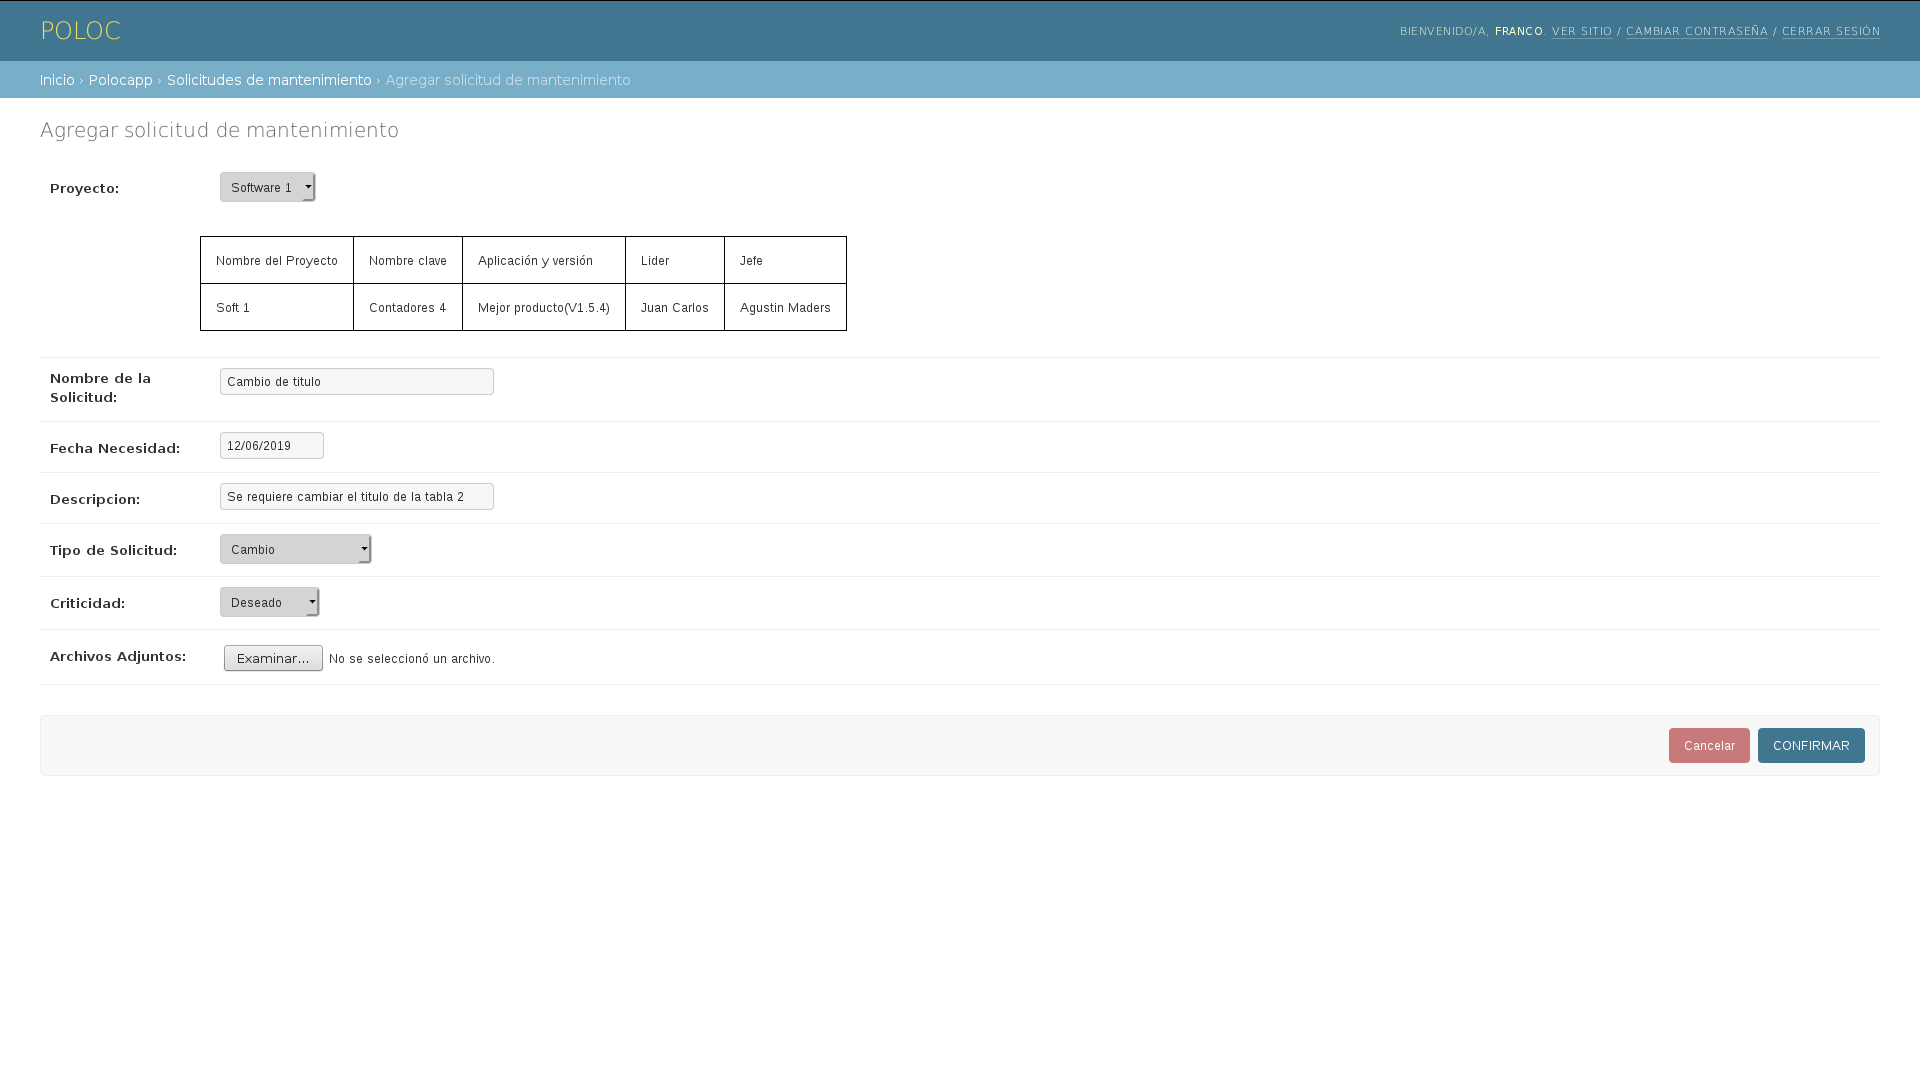 POLOC
BIENVENIDO/A, FRANCO. VER SITIO / CAMBIAR CONTRASEÑA / CERRAR SESIÓN
Inicio › Polocapp › Solicitudes de mantenimiento › Agregar solicitud de mantenimiento
Agregar solicitud de mantenimiento
Proyecto: Software 1
Nombre del Proyecto Nombre clave Aplicación y versión Lider Jefe
Soft 1 Contadores 4 Mejor producto(V1.5.4) Juan Carlos Agustin Maders
Nombre de la
Solicitud:
Cambio de titulo
Fecha Necesidad: 12/06/2019
Descripcion: Se requiere cambiar el titulo de la tabla 2
Tipo de Solicitud: Cambio
Criticidad: Deseado
Archivos Adjuntos: Examinar... No se seleccionó un archivo.
Cancelar CONFIRMAR